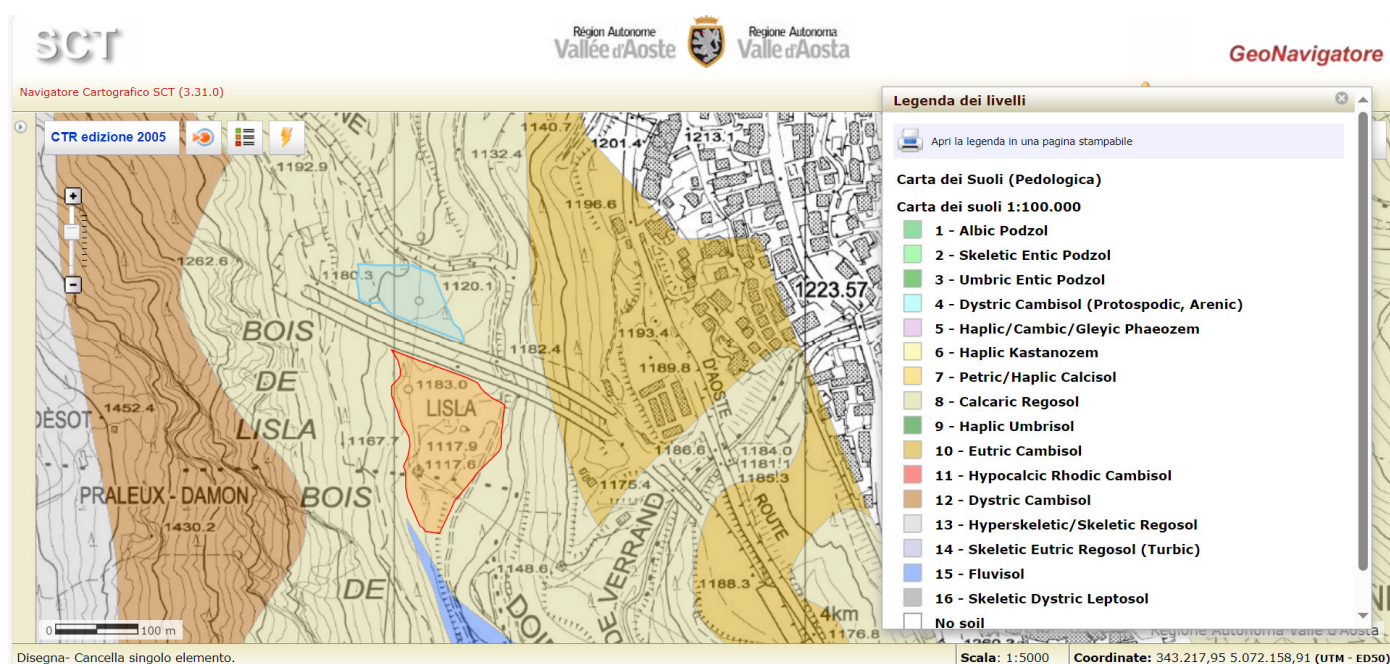 SCT
Région Autonome
Vallée d'Aoste
Regione Autonoma
Valle d'Aosta
GeoNavigatore
Navigatore Cartografico SCT (3.31.0)
CTR edizione 2005
Legenda dei livelli
Apri la legenda in una pagina stampabile
Carta dei Suoli (Pedologica)
Carta dei suoli 1:100.000
1 - Albic Podzol
2 - Skeletic Entic Podzol
3 - Umbric Entic Podzol
4 - Dystric Cambisol (Protospodic, Arenic)
5 - Haplic/Cambic/Gleyic Phaeozem
6 - Haplic Kastanozem
7 - Petric/Haplic Calcisol
8 - Calcaric Regosol
9 - Haplic Umbrisol
10 - Eutric Cambisol
11 - Hypocalcic Rhodic Cambisol
12 - Dystric Cambisol
13 - Hyperskeletic/Skeletic Regosol
14 - Skeletic Eutric Regosol (Turbic)
15 - Fluvisol
16 - Skeletic Dystric Leptosol
No soil
1140.7
1201.4
1213.
1132.4
1192.9
1196.6
1262.6
1180.3
1120.1
1223.57
BOIS
DE
LISLA
1193.4
1182.4
1189.8
D'AOSTE
1183.0
LISLA
1452.4
DÈSOT
1167.7
1117.9
1117.6
1186.6
1184.0
1181.1
1185.3
1175.4
PRALEUX - DAMON
BOIS
1430.2
ROUTE
DE VERRAND
1148.6
DE
1188.3
4km
1176.8
0
100 m
Regione Autonoma Valle d'Aosta
Disegna- Cancella singolo elemento.
Scala: 1:5000
Coordinate: 343.217,95 5.072.158,91 (UTM - ED50)